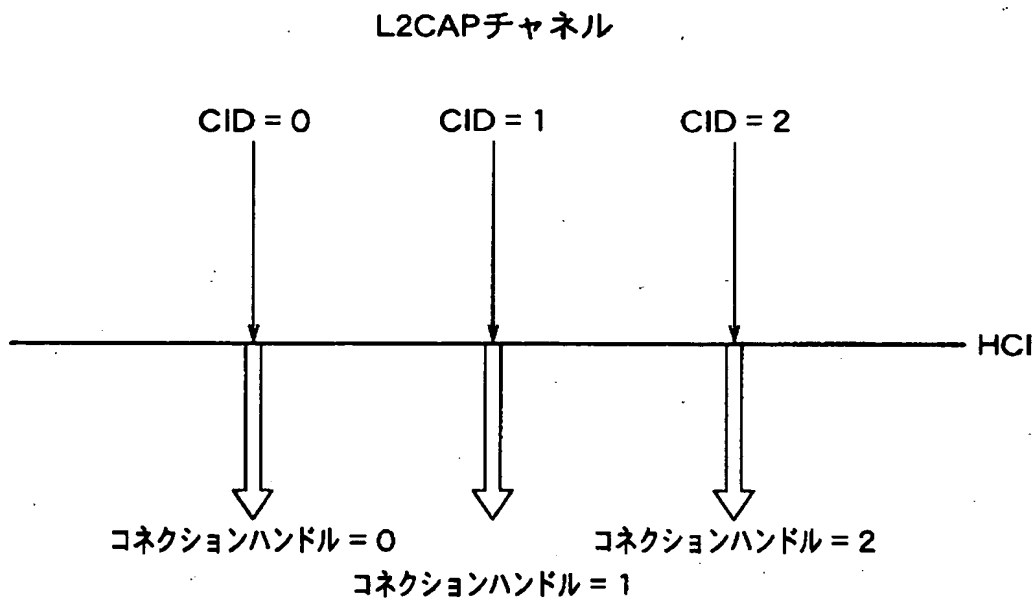 L2CAPチャネル
CID = 0
CID = 1
CID = 2
HCI
コネクションハンドル = 0
コネクションハンドル = 2
コネクションハンドル = 1